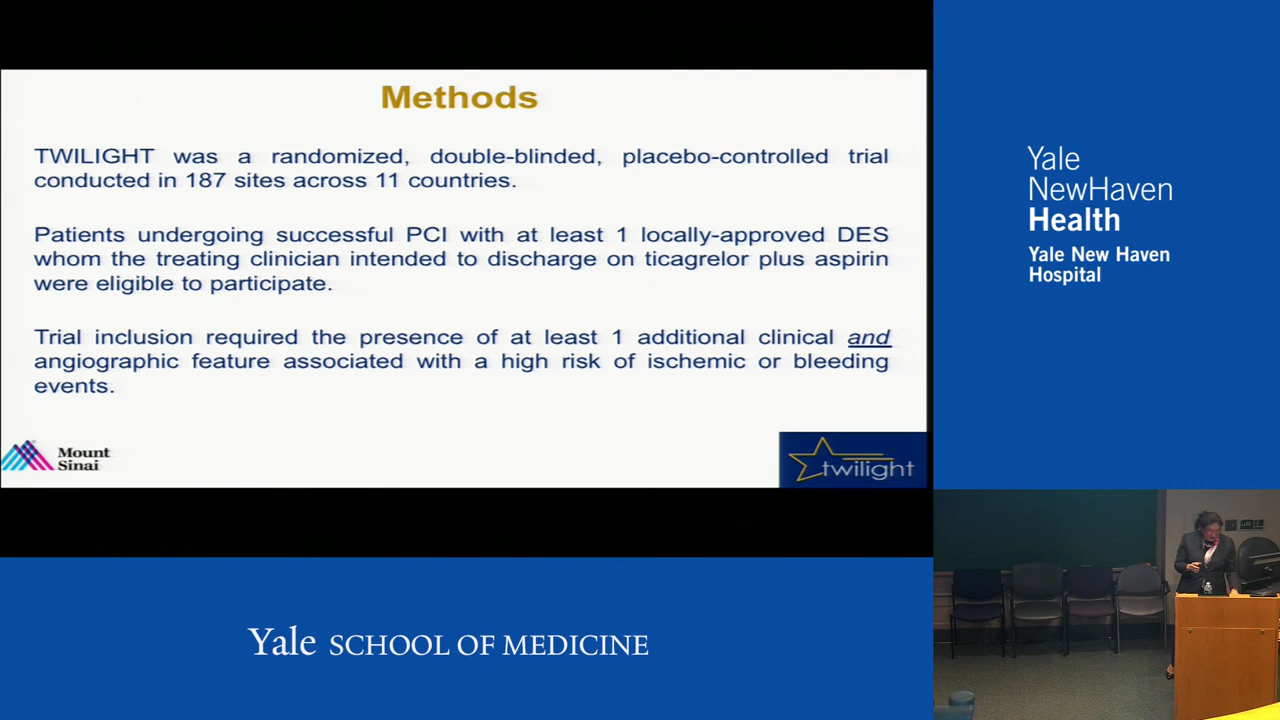 Methods
TWILIGHT was a randomized, double-blinded, placebo-controlled trial
conducted in 187 sites across 11 countries.
Patients undergoing successful PCI with at least 1 locally-approved DES
whom the treating clinician intended to discharge on ticagrelor plus aspirin
were eligible to participate.
Trial inclusion required the presence of at least 1 additional clinical and
angiographic feature associated with a high risk of ischemic or bleeding
events.
Mount
Sinai
twilight
Yale
NewHaven
Health
Yale New Haven
Hospital
Yale SCHOOL OF MEDICINE